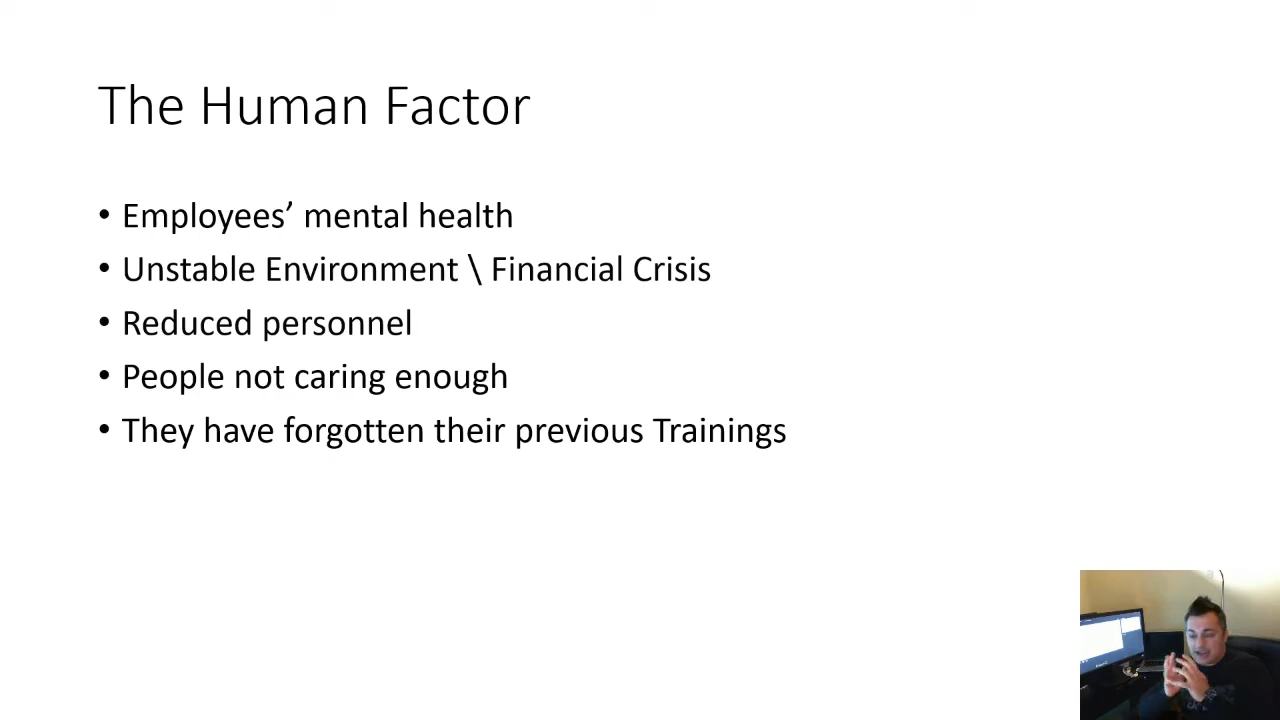 The Human Factor
• Employees’ mental health
• Unstable Environment \ Financial Crisis
• Reduced personnel
• People not caring enough
• They have forgotten their previous Trainings